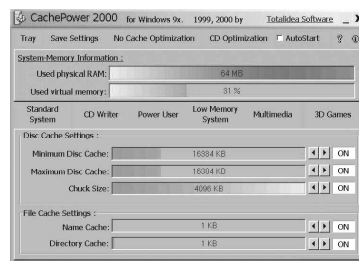 CachePower 2000 for Windows 9x. 1999, 2000 by Totalidea Software
Tray Save Settings No Cache Optimization CD Optimization AutoStart ?
System-Memory Information :
Used physical RAM: 64 MB
Used virtual memory: 31 %
Standard System CD Writer Power User Low Memory System Multimedia 3D Games
Disc Cache Settings :
Minimum Disc Cache: 16384 KB ON
Maximum Disc Cache: 16384 KB ON
Chuck Size: 4096 KB ON
File Cache Settings :
Name Cache: 1 KB ON
Directory Cache: 1 KB ON